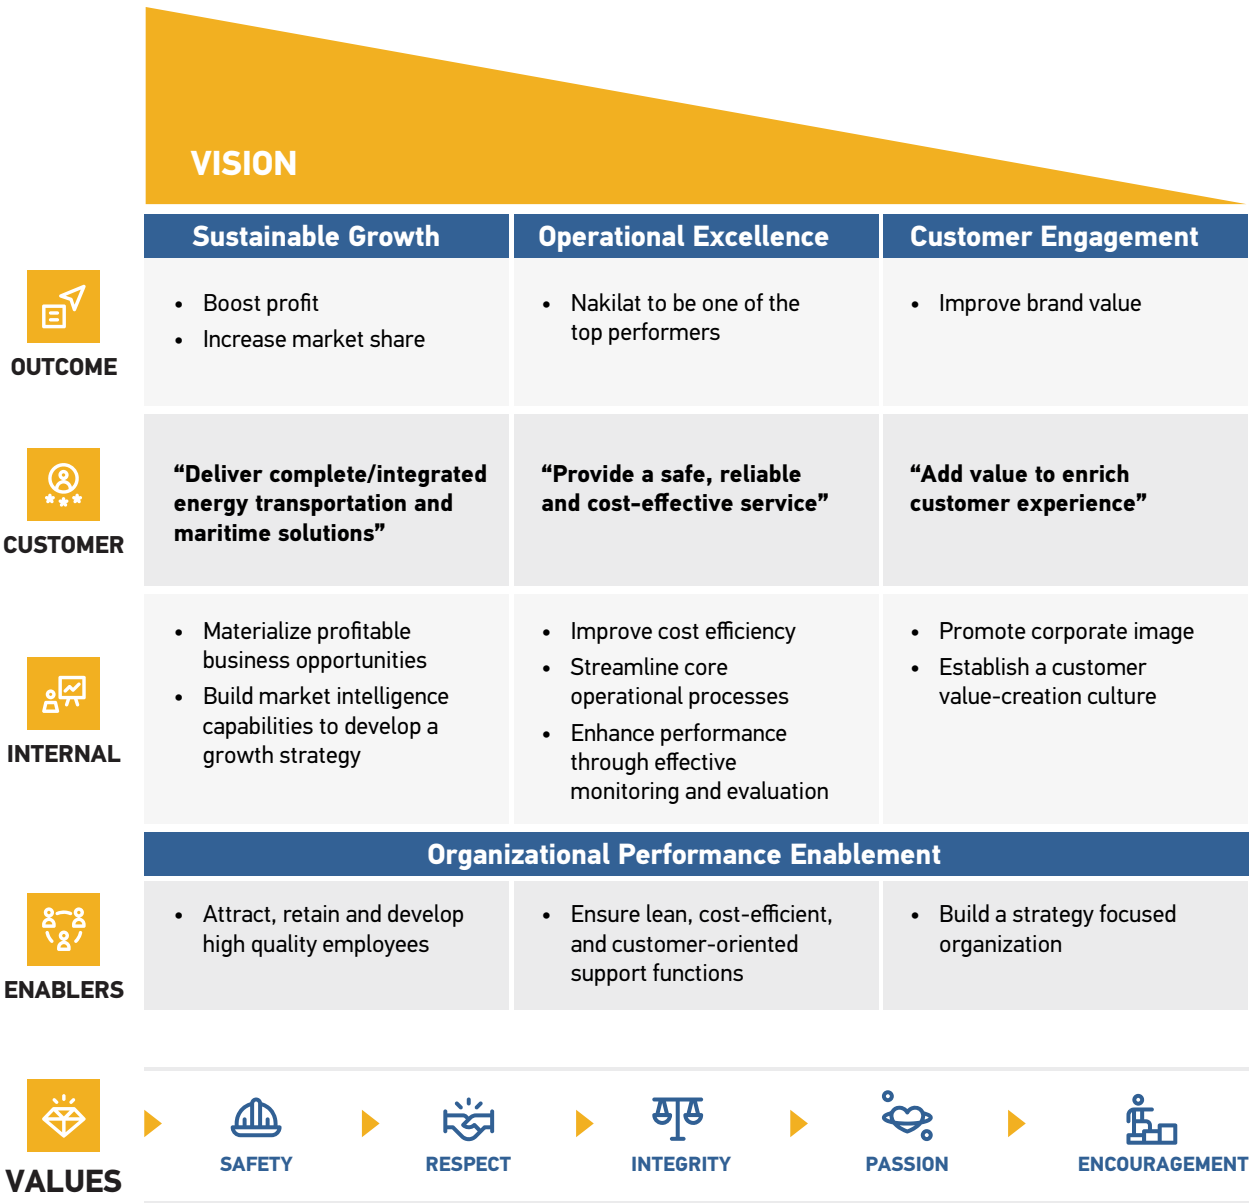 VISION
Sustainable Growth
Operational Excellence
Customer Engagement
OUTCOME
• Boost profit
• Increase market share
• Nakilat to be one of the
top performers
• Improve brand value
CUSTOMER
“Deliver complete/integrated
energy transportation and
maritime solutions”
“Provide a safe, reliable
and cost-effective service”
“Add value to enrich
customer experience”
INTERNAL
• Materialize profitable
business opportunities
• Build market intelligence
capabilities to develop a
growth strategy
• Improve cost efficiency
• Streamline core
operational processes
• Enhance performance
through effective
monitoring and evaluation
• Promote corporate image
• Establish a customer
value-creation culture
Organizational Performance Enablement
ENABLERS
• Attract, retain and develop
high quality employees
• Ensure lean, cost-efficient,
and customer-oriented
support functions
• Build a strategy focused
organization
VALUES
SAFETY
RESPECT
INTEGRITY
PASSION
ENCOURAGEMENT